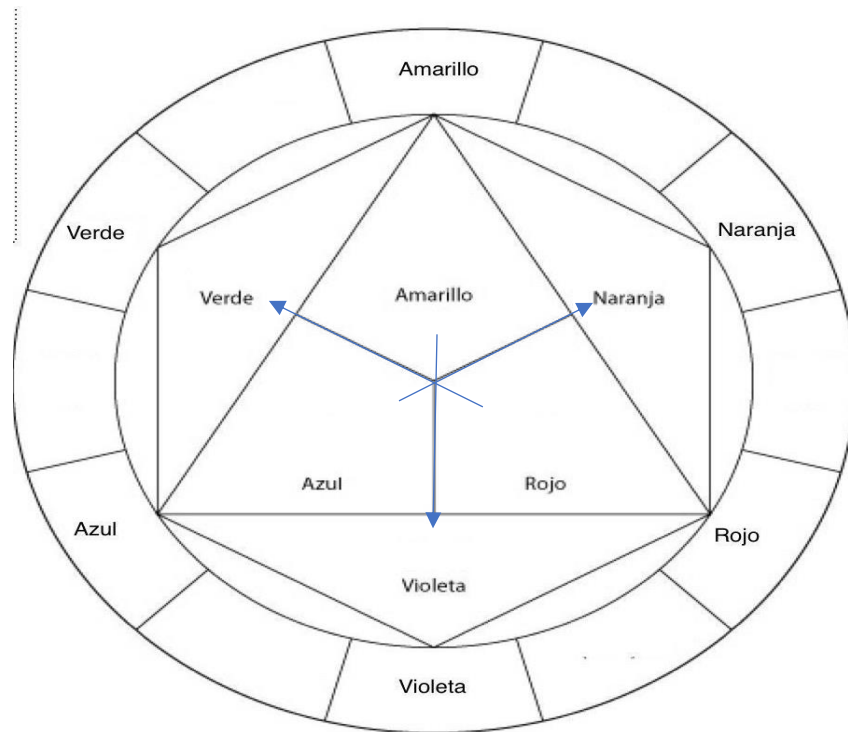 Amarillo
Verde
Naranja
Verde
Amarillo
Naranja
Azul
Rojo
Azul
Rojo
Violeta
Violeta